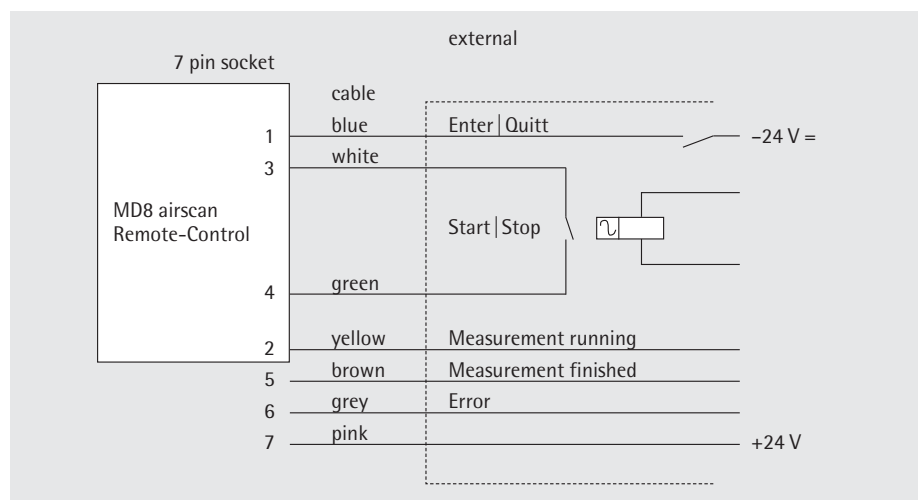 external
7 pin socket
cable
1 blue Enter|Quitt −24 V =
3 white
MD8 airscan
Remote-Control
Start|Stop
4 green
2 yellow Measurement running
5 brown Measurement finished
6 grey Error
7 pink +24 V